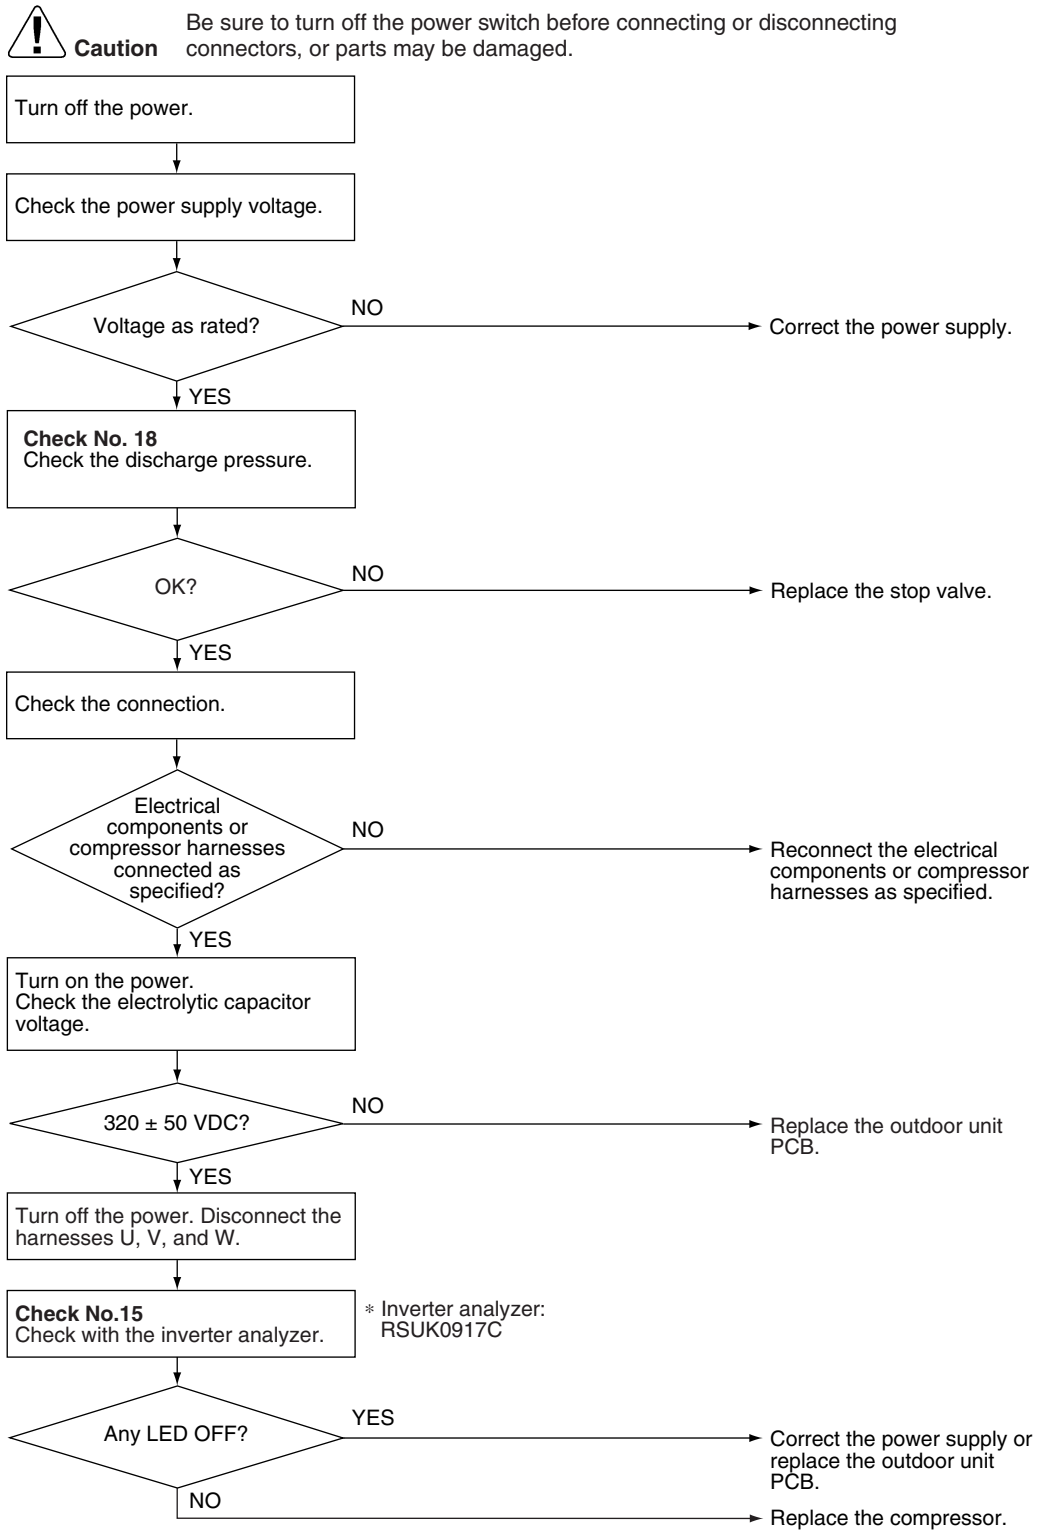 Be sure to turn off the power switch before connecting or disconnecting
Caution connectors, or parts may be damaged.
Turn off the power.
Check the power supply voltage.
Voltage as rated?
NO
Correct the power supply.
YES
Check No. 18
Check the discharge pressure.
OK?
NO
Replace the stop valve.
YES
Check the connection.
Electrical
components or
compressor harnesses
connected as
specified?
NO
Reconnect the electrical
components or compressor
harnesses as specified.
YES
Turn on the power.
Check the electrolytic capacitor
voltage.
320 ± 50 VDC?
NO
Replace the outdoor unit
PCB.
YES
Turn off the power. Disconnect the
harnesses U, V, and W.
Check No.15
Check with the inverter analyzer.
* Inverter analyzer:
RSUK0917C
Any LED OFF?
YES
Correct the power supply or
replace the outdoor unit
PCB.
NO
Replace the compressor.